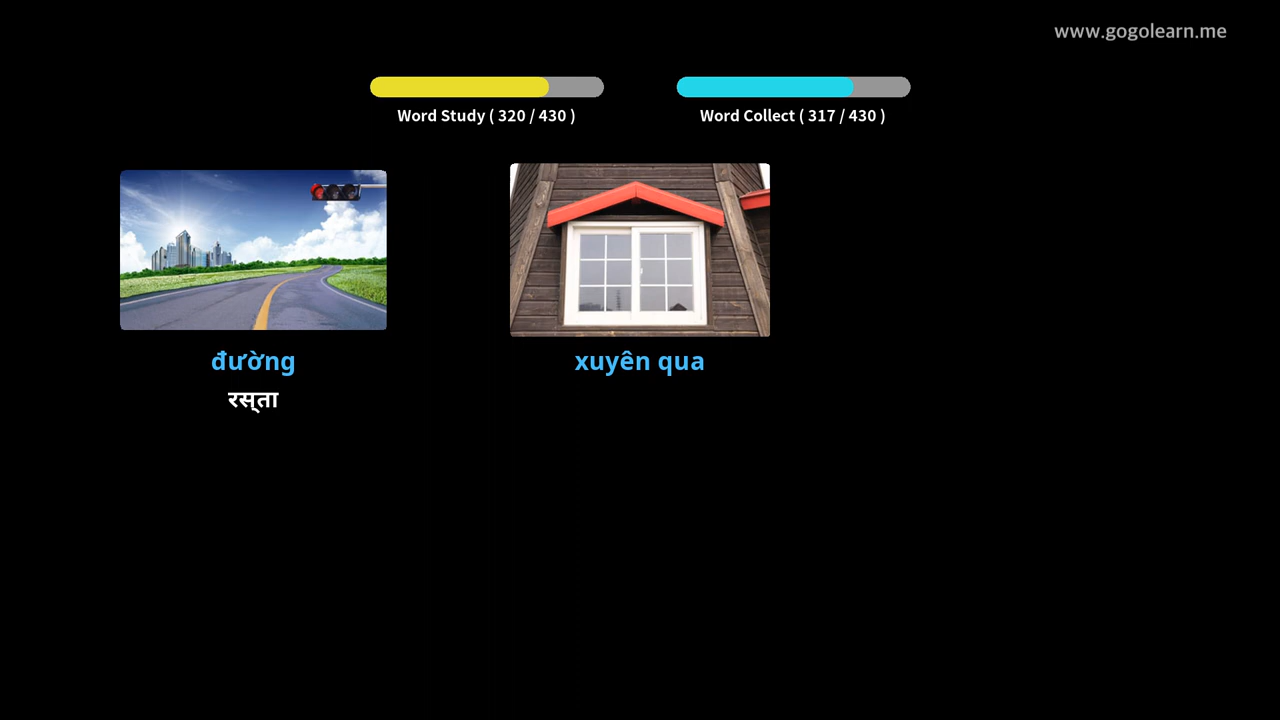 www.gogolearn.me
Word Study ( 320 / 430 )
Word Collect ( 317 / 430 )
đường
रस्ता
xuyên qua